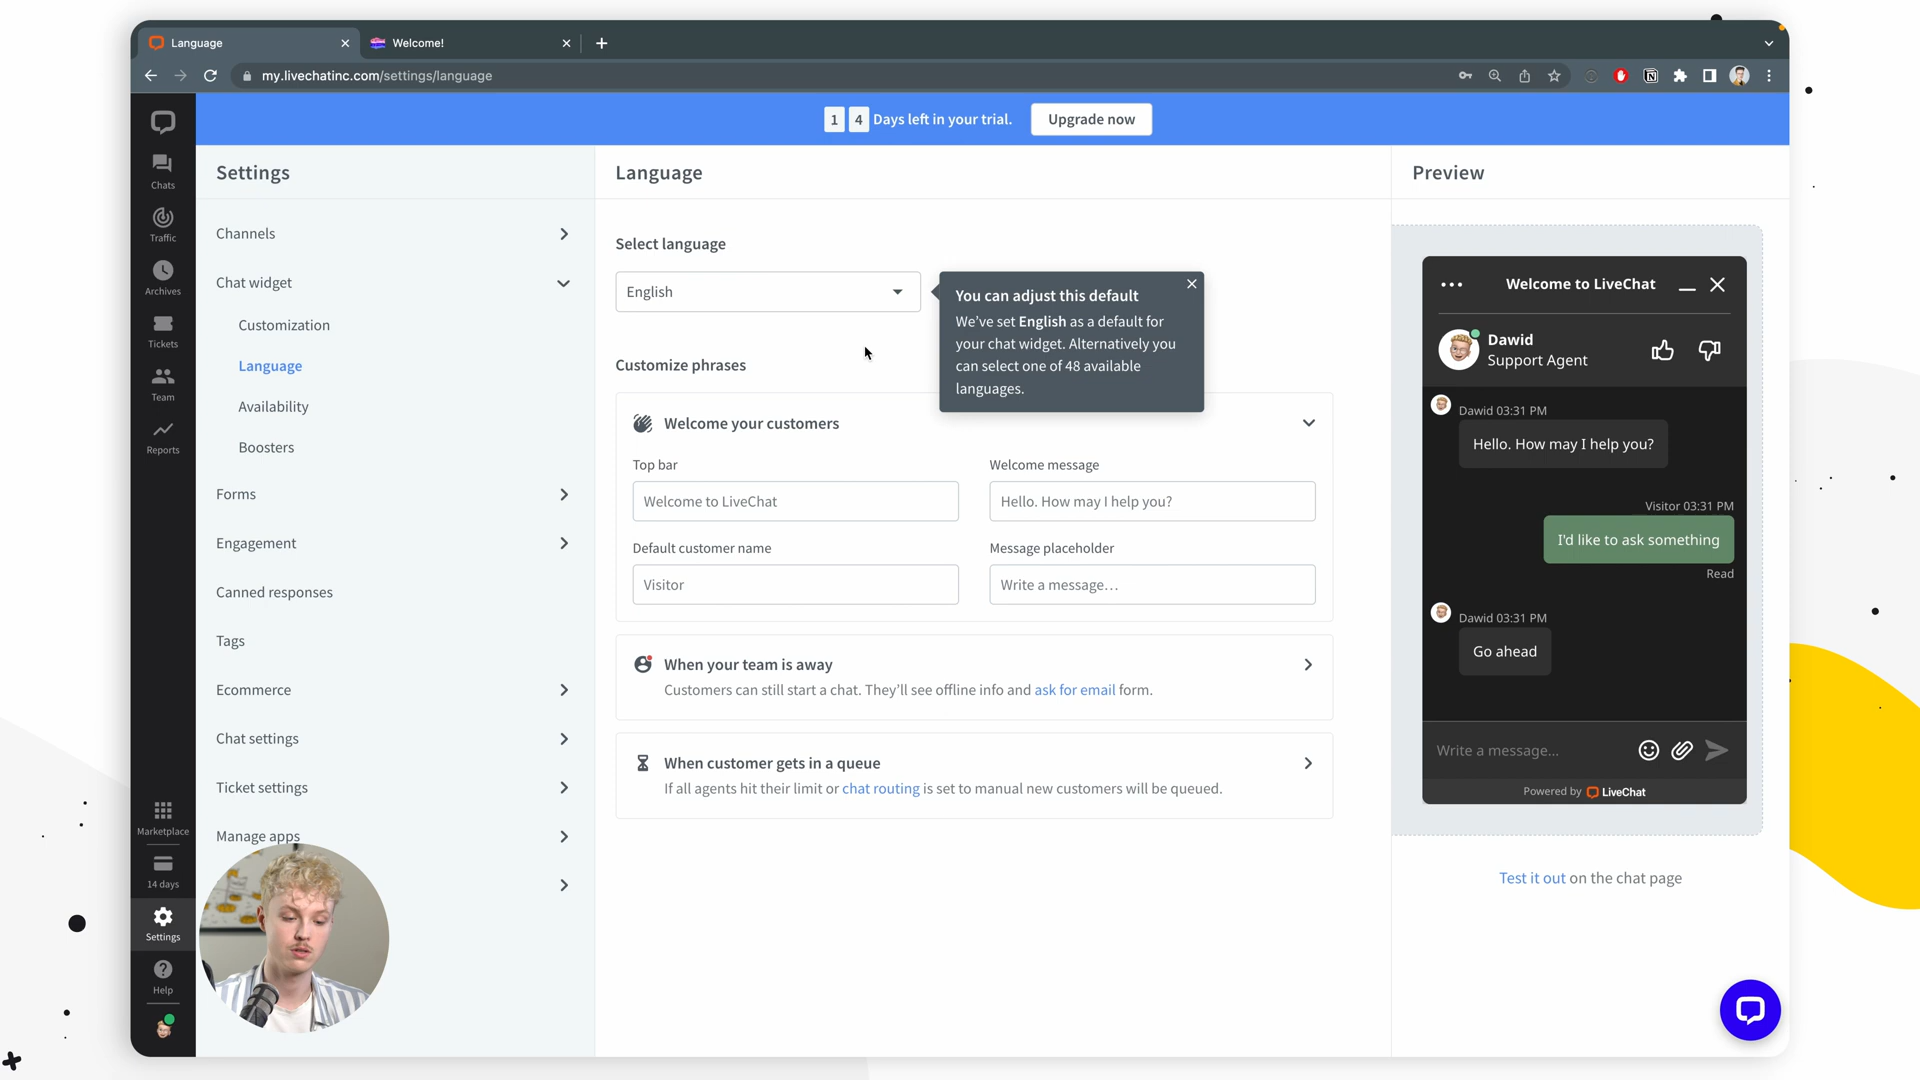 Language
Welcome!
my.livechatinc.com/settings/language
1 4 Days left in your trial.
Upgrade now
Chats
Traffic
Archives
Tickets
Team
Reports
Marketplace
14 days
Settings
Help
Settings
Channels
Chat widget
Customization
Language
Availability
Boosters
Forms
Engagement
Canned responses
Tags
Ecommerce
Chat settings
Ticket settings
Manage apps
Language
Select language
English
You can adjust this default
We've set English as a default for
your chat widget. Alternatively you
can select one of 48 available
languages.
Customize phrases
Welcome your customers
Top bar
Welcome message
Welcome to LiveChat
Hello. How may I help you?
Default customer name
Message placeholder
Visitor
Write a message...
When your team is away
Customers can still start a chat. They'll see offline info and ask for email form.
When customer gets in a queue
If all agents hit their limit or chat routing is set to manual new customers will be queued.
Preview
Welcome to LiveChat
Dawid
Support Agent
Dawid 03:31 PM
Hello. How may I help you?
Visitor 03:31 PM
I'd like to ask something
Read
Dawid 03:31 PM
Go ahead
Write a message...
Powered by LiveChat
Test it out on the chat page